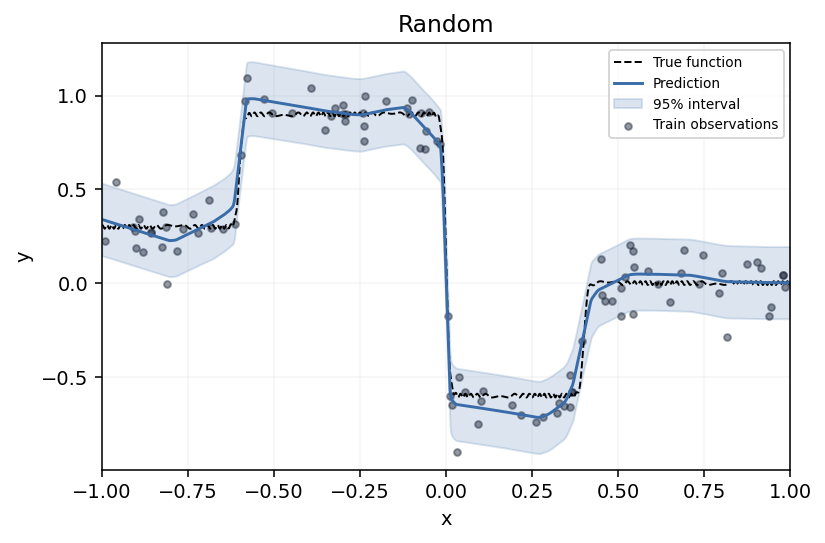 Random
True function
Prediction
95% interval
Train observations
1.0
0.5
0.0
−0.5
y
−1.00 −0.75 −0.50 −0.25 0.00 0.25 0.50 0.75 1.00
x